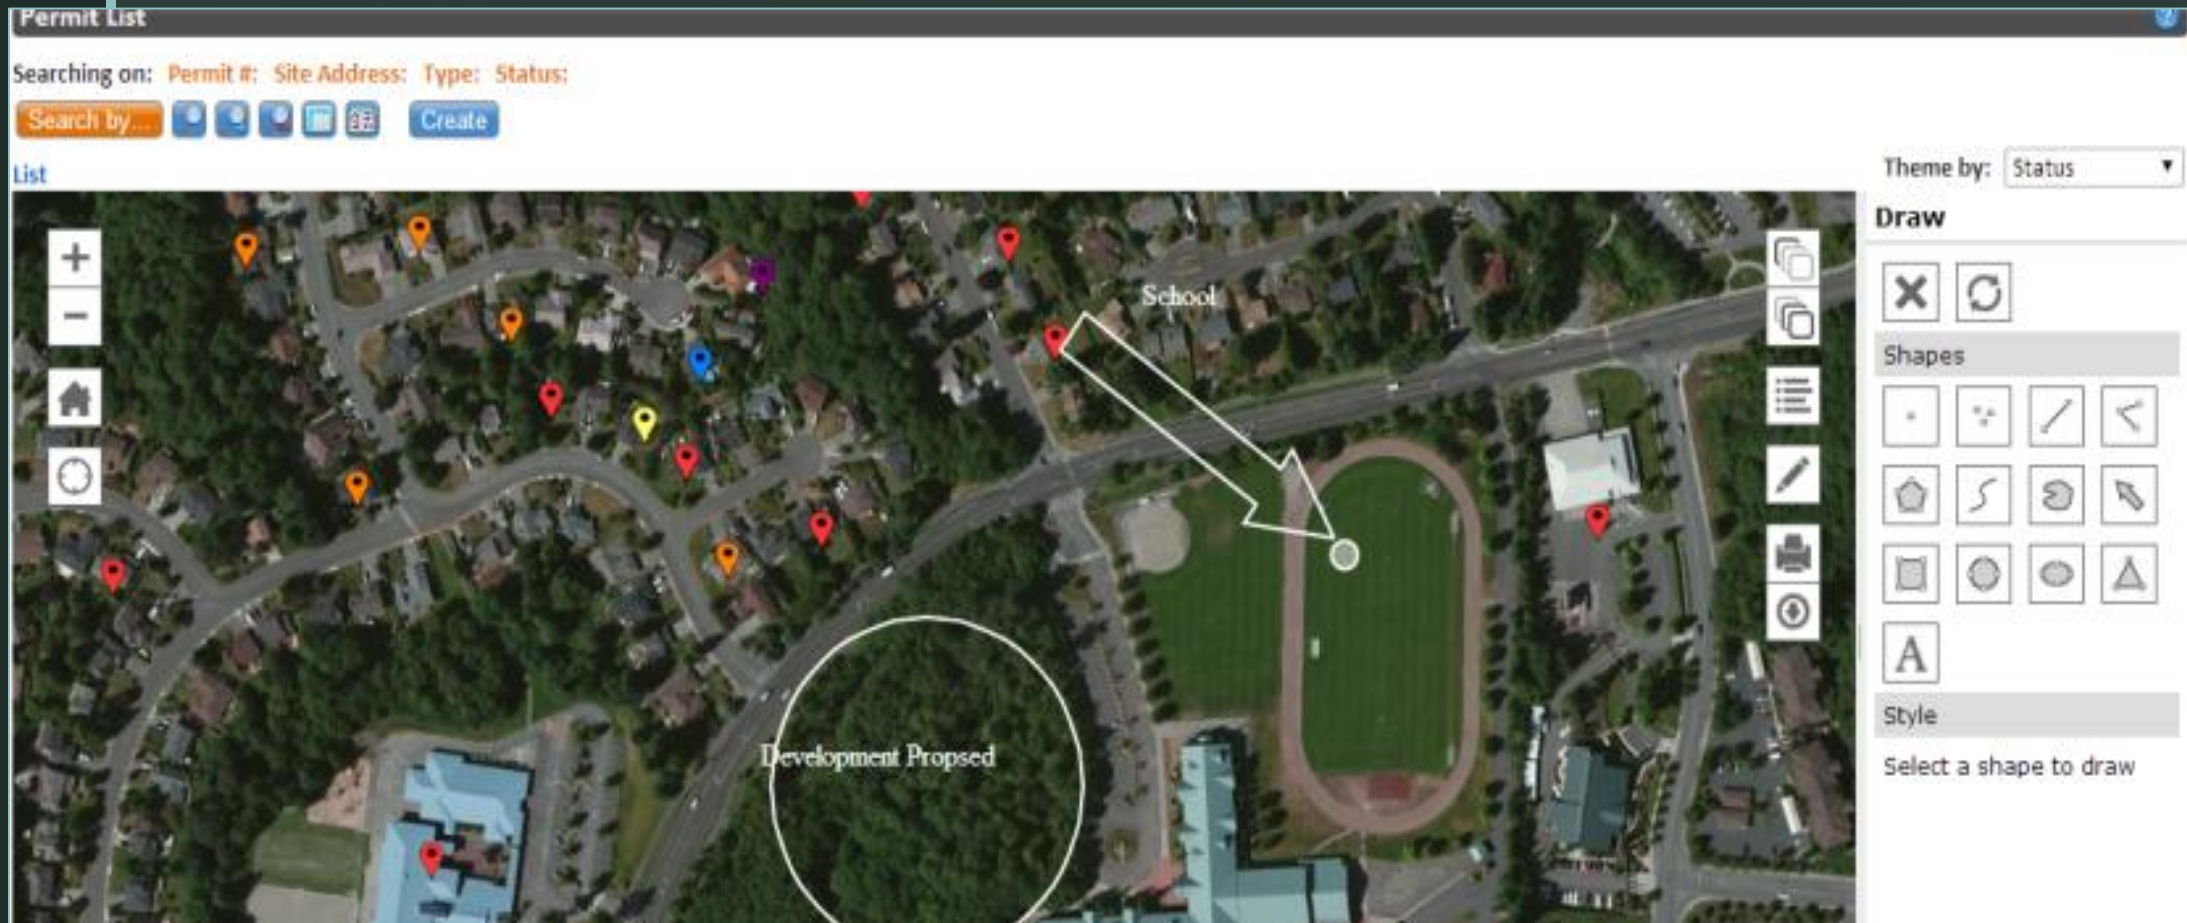 Permit List
Searching on: Permit #: Site Address: Type: Status:
Search by... Create
List
Theme by: Status
Draw
School
Shapes
A
Style
Development Propsed
Select a shape to draw